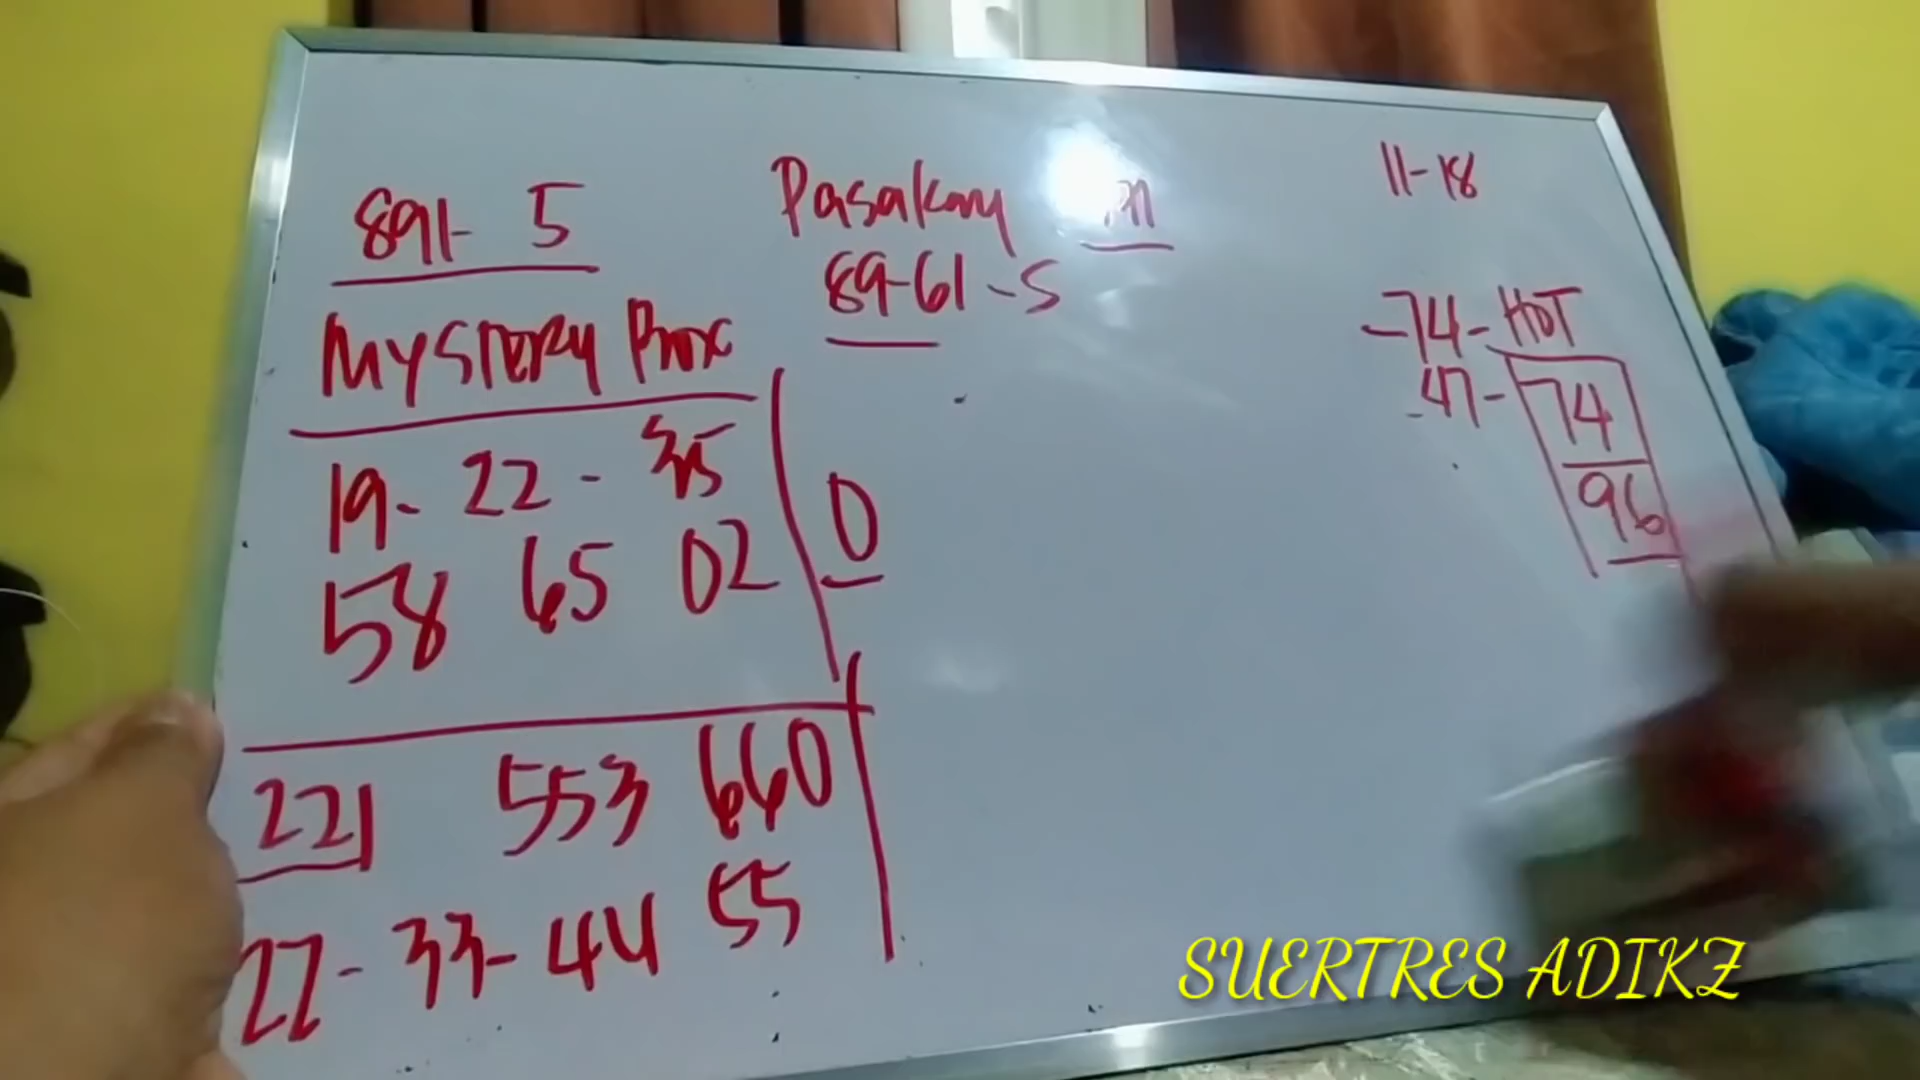 891- 5
MYSTERY Prox
19- 22 - 35
58 65 02
0
221 553 660
22- 33- 44 55
Pasakay
89-61-5
11-18
-74- HOT
47- 74
96
SUERTRES ADIKZ